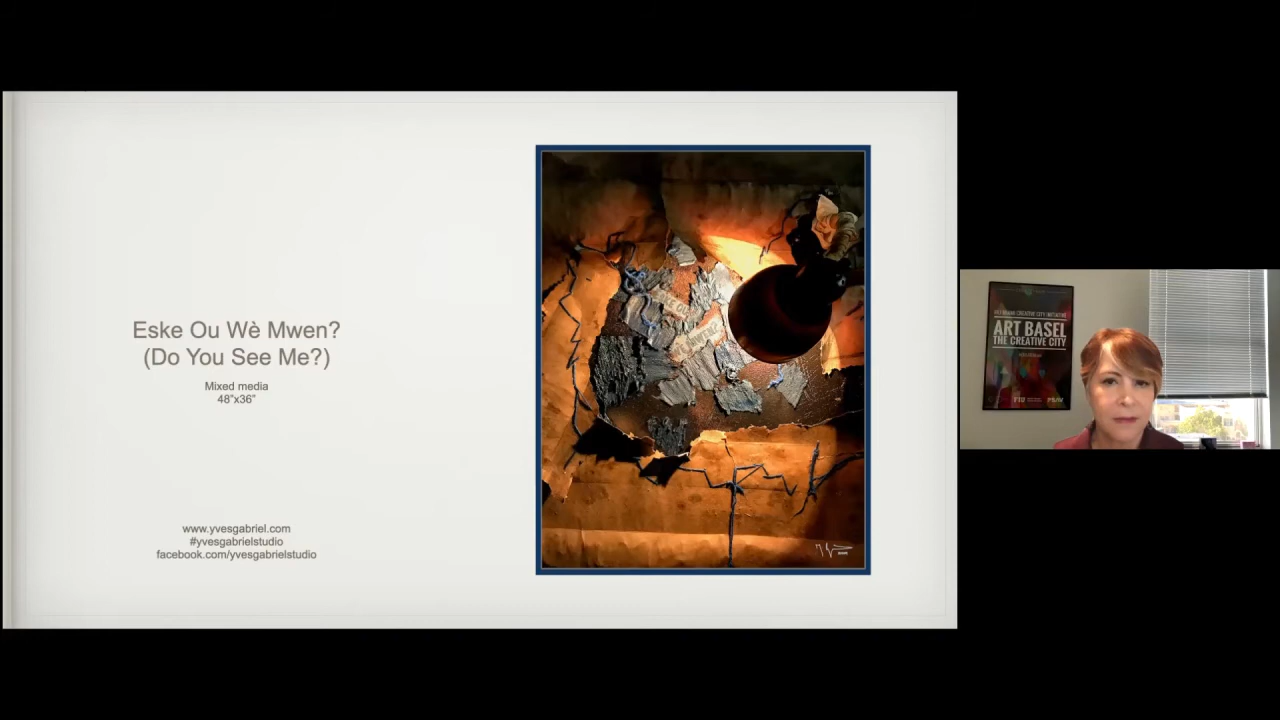 Eske Ou Wè Mwen?
(Do You See Me?)
Mixed media
48”x36”
www.yvesgabriel.com
#yvesgabrielstudio
facebook.com/yvesgabrielstudio
ART BASEL
THE CREATIVE CITY